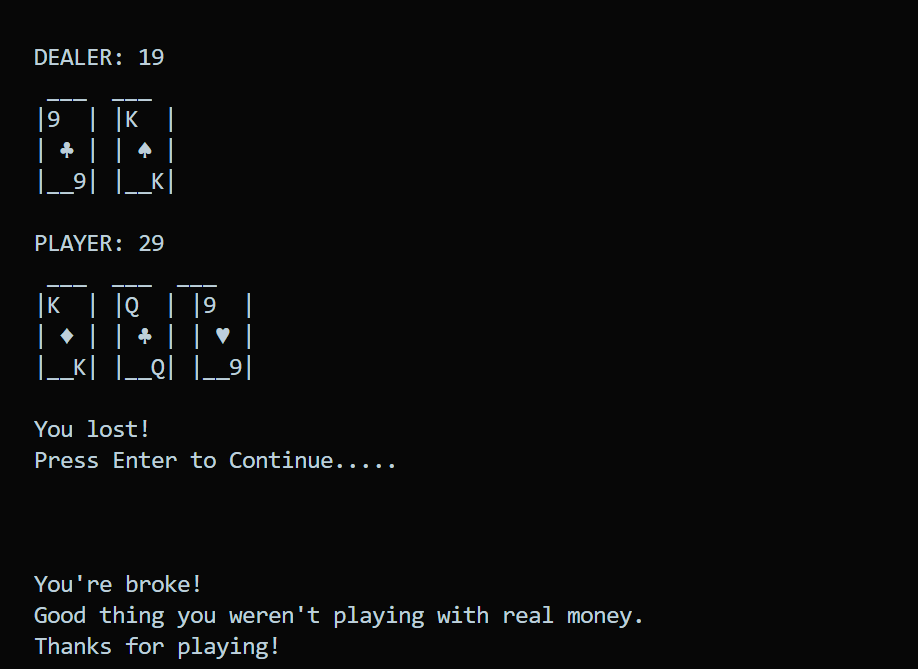 DEALER: 19
 ___  ___
|9  | |K  |
| ♣ | | ♠ |
|__9| |__K|
PLAYER: 29
 ___  ___  ___
|K  | |Q  | |9  |
| ♦ | | ♣ | | ♥ |
|__K| |__Q| |__9|
You lost!
Press Enter to Continue.....
You're broke!
Good thing you weren't playing with real money.
Thanks for playing!